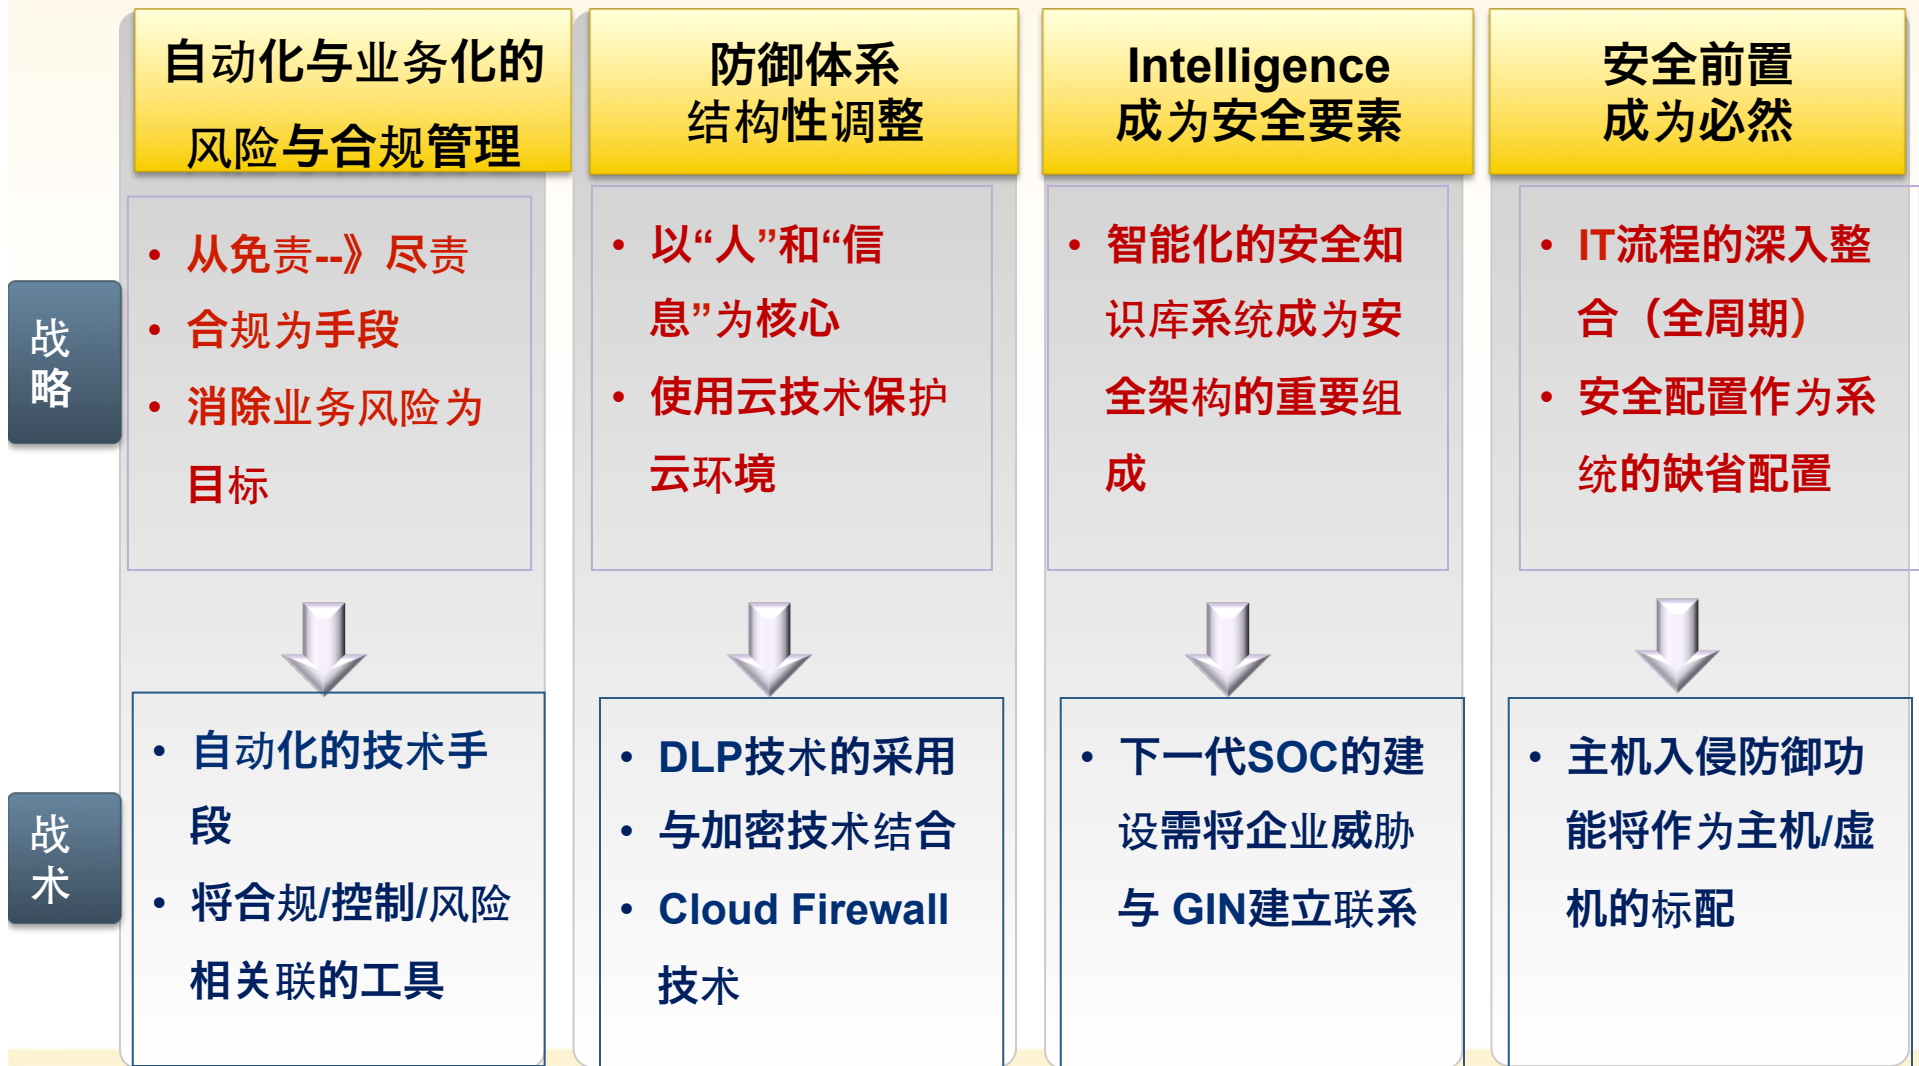 自动化与业务化的
风险与合规管理
防御体系
结构性调整
Intelligence
成为安全要素
安全前置
成为必然
战
略
• 从免责--》尽责
• 合规为手段
• 消除业务风险为
目标
• 以“人”和“信
息”为核心
• 使用云技术保护
云环境
• 智能化的安全知
识库系统成为安
全架构的重要组
成
• IT流程的深入整
合（全周期）
• 安全配置作为系
统的缺省配置
战
术
• 自动化的技术手
段
• 将合规/控制/风险
相关联的工具
• DLP技术的采用
• 与加密技术结合
• Cloud Firewall
技术
• 下一代SOC的建
设需将企业威胁
与 GIN建立联系
• 主机入侵防御功
能将作为主机/虚
机的标配